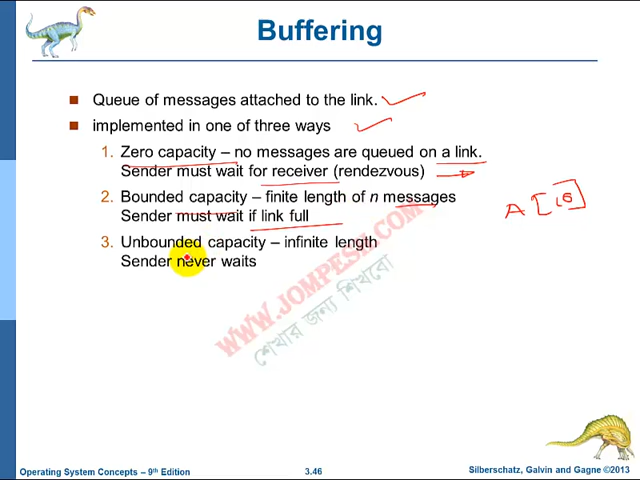 Buffering
Queue of messages attached to the link.
implemented in one of three ways
1. Zero capacity – no messages are queued on a link.
Sender must wait for receiver (rendezvous)
2. Bounded capacity – finite length of n messages
Sender must wait if link full
A [10]
3. Unbounded capacity – infinite length
Sender never waits
WWW.JOMPESH.COM
শেখার জন্য শিখবো
Operating System Concepts – 9th Edition
3.46
Silberschatz, Galvin and Gagne ©2013